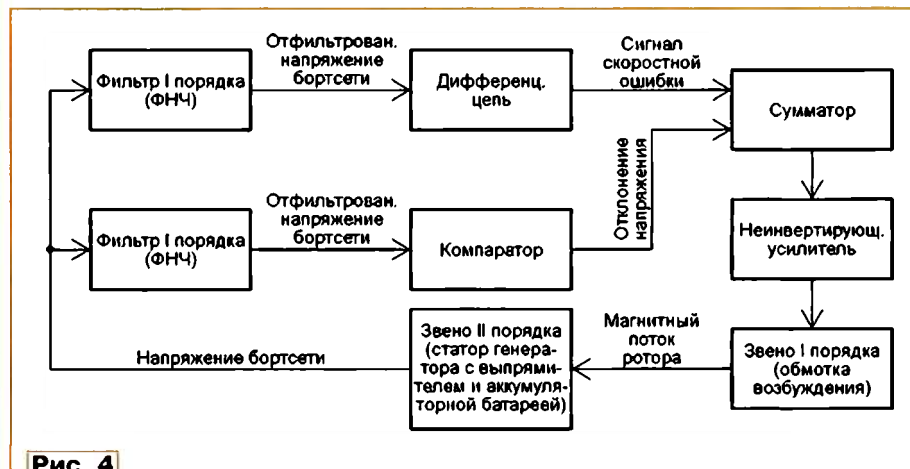 Фильтр I порядка
(ФНЧ)
Отфильтрован.
напряжение
бортсети
Дифференц.
цепь
Сигнал
скоростной
ошибки
Сумматор
Фильтр I порядка
(ФНЧ)
Отфильтрован.
напряжение
бортсети
Компаратор
Отклонение
напряжения
Неинвертирующ.
усилитель
Напряжение бортсети
Звено II порядка
(статор генера-
тора с выпрями-
телем и аккумуля-
торной батареей)
Магнитный
поток
ротора
Звено I порядка
(обмотка
возбуждения)
Рис. 4